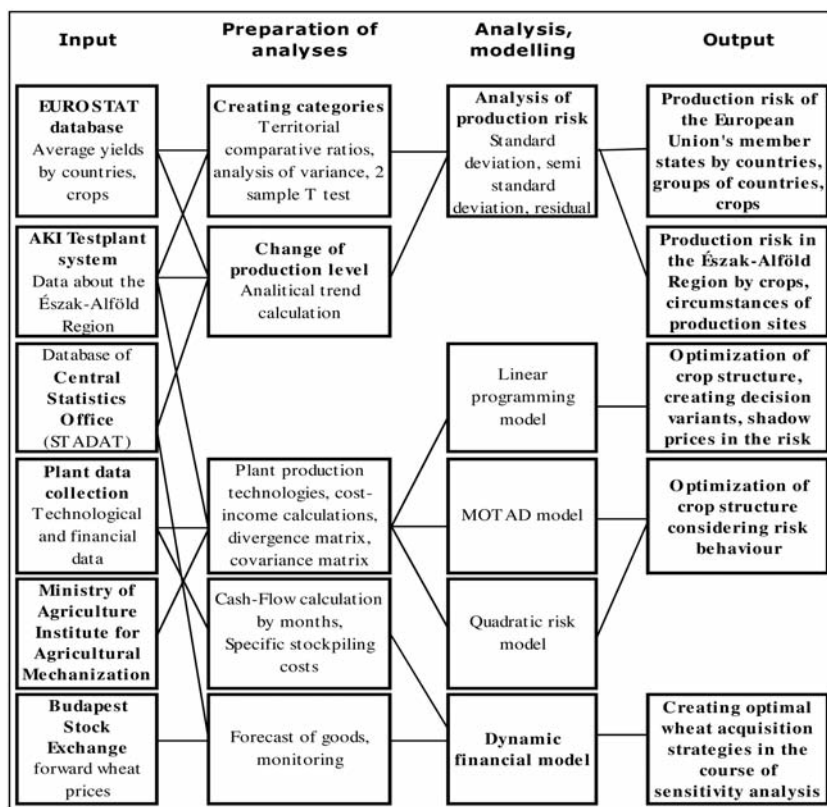 Input
Preparation of
analyses
Analysis,
modelling
Output
EUROSTAT
database
Average yields
by countries,
crops
AKI Testplant
system
Data about the
Észak-Alföld
Region
Database of
Central
Statistics
Office
(STADAT)
Plant data
collection
Technological
and financial
data
Ministry of
Agriculture
Institute for
Agricultural
Mechanization
Budapest
Stock
Exchange
forward wheat
prices
Creating categories
Territorial
comparative ratios,
analysis of variance, 2
sample T test
Change of
production level
Analitical trend
calculation
Plant production
technologies, cost-
income calculations,
divergence matrix,
covariance matrix
Cash-Flow calculation
by months,
Specific stockpiling
costs
Forecast of goods,
monitoring
Analysis of
production risk
Standard
deviation, semi
standard
deviation, residual
Linear
programming
model
MOTAD model
Quadratic risk
model
Dynamic
financial model
Production risk of
the European
Union's member
states by countries,
groups of countries,
crops
Production risk in
the Észak-Alföld
Region by crops,
circumstances of
production sites
Optimization of
crop structure,
creating decision
variants, shadow
prices in the risk
Optimization of
crop structure
considering risk
behaviour
Creating optimal
wheat acquisition
strategies in the
course of
sensitivity analysis